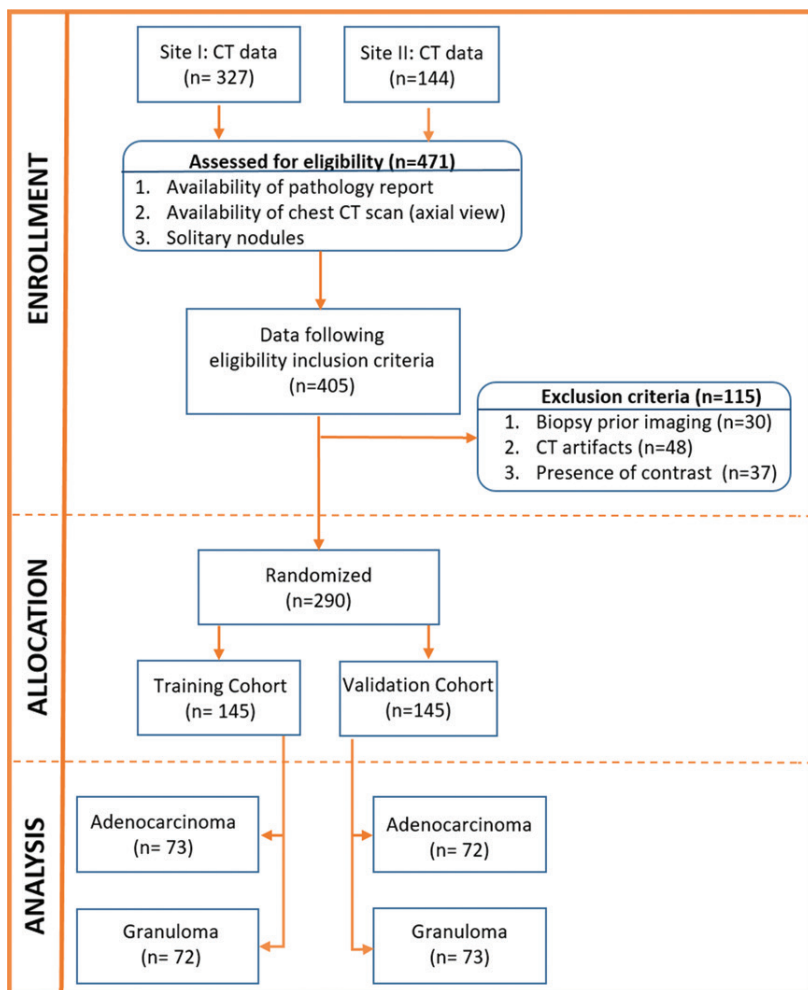 ENROLLMENT
Site I: CT data
(n= 327)
Site II: CT data
(n=144)
Assessed for eligibility (n=471)
1. Availability of pathology report
2. Availability of chest CT scan (axial view)
3. Solitary nodules
Data following
eligibility inclusion criteria
(n=405)
Exclusion criteria (n=115)
1. Biopsy prior imaging (n=30)
2. CT artifacts (n=48)
3. Presence of contrast (n=37)
ALLOCATION
Randomized
(n=290)
Training Cohort
(n= 145)
Validation Cohort
(n=145)
ANALYSIS
Adenocarcinoma
(n= 73)
Adenocarcinoma
(n= 72)
Granuloma
(n= 72)
Granuloma
(n= 73)